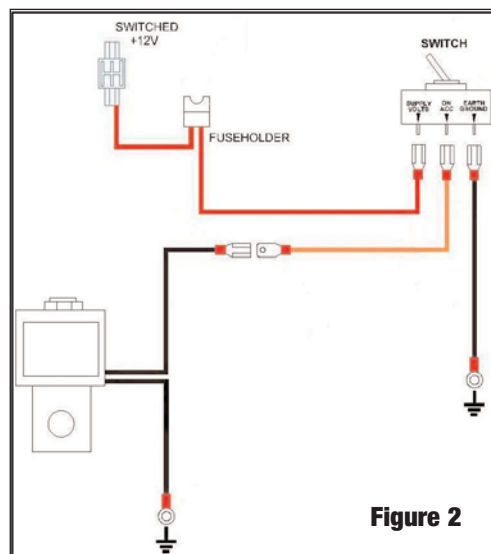 SWITCHED
+12V
SWITCH
SUPPLY
VOLTS
ON
ACC
EARTH
GROUND
FUSEHOLDER
Figure 2